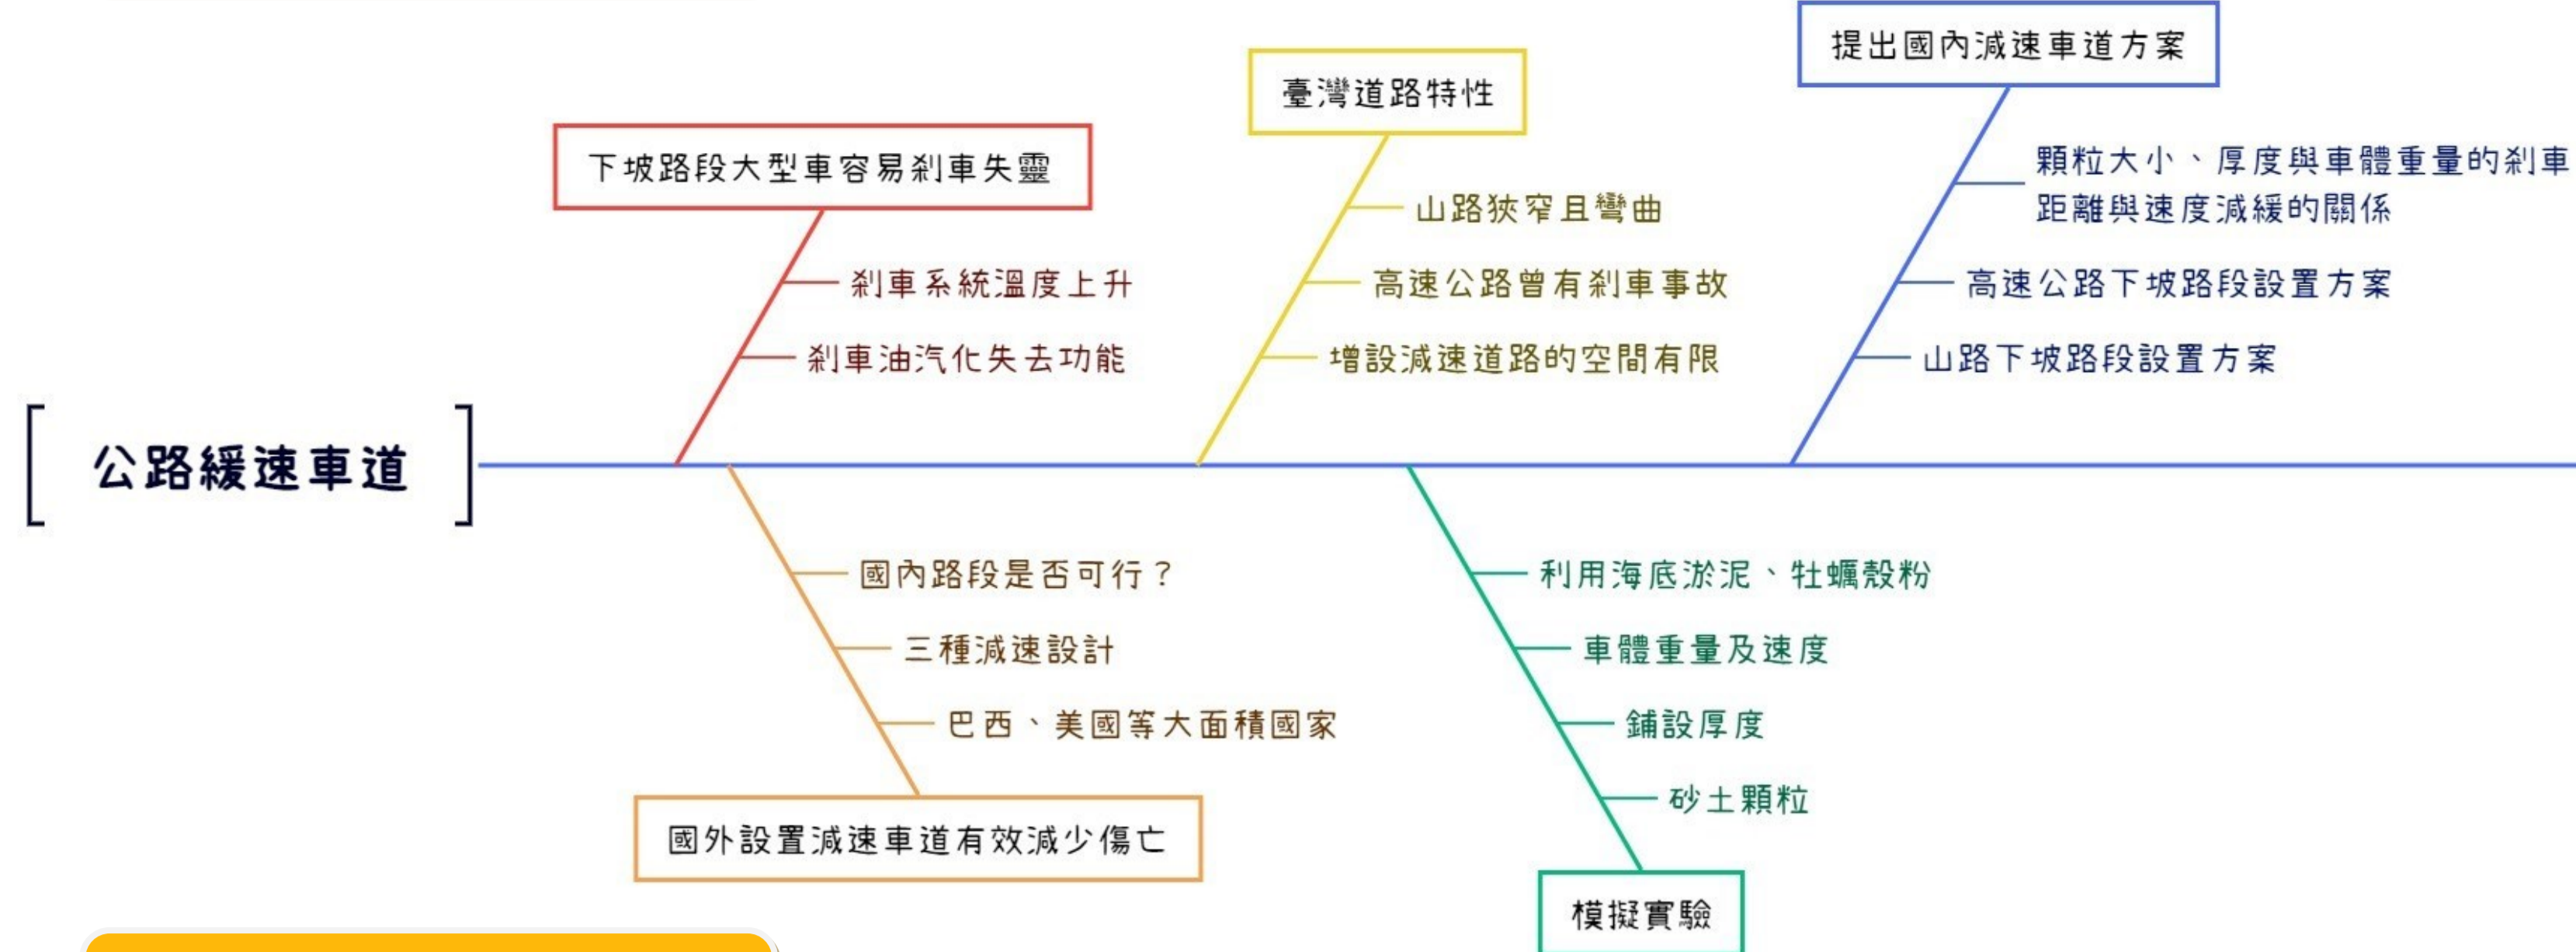 公路緩速車道
下坡路段大型車容易剎車失靈
剎車系統溫度上升
剎車油汽化失去功能
國內路段是否可行？
三種減速設計
巴西、美國等大面積國家
國外設置減速車道有效減少傷亡
臺灣道路特性
山路狹窄且彎曲
高速公路曾有剎車事故
增設減速道路的空間有限
利用海底淤泥、牡蠣殼粉
車體重量及速度
鋪設厚度
砂土顆粒
模擬實驗
提出國內減速車道方案
顆粒大小、厚度與車體重量的剎車
距離與速度減緩的關係
高速公路下坡路段設置方案
山路下坡路段設置方案